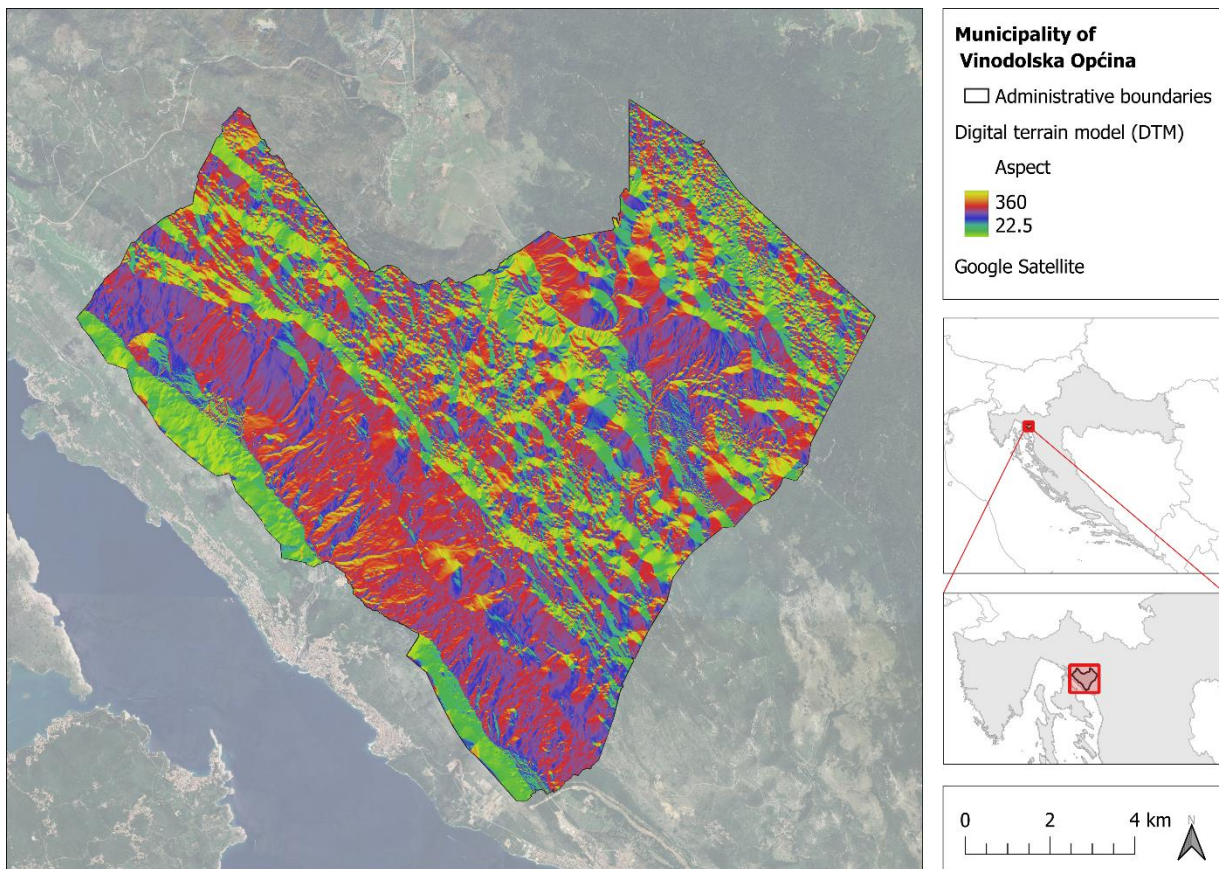 Municipality of
Vinodolska Općina
Administrative boundaries
Digital terrain model (DTM)
Aspect
360
22.5
Google Satellite
0 2 4 km
N